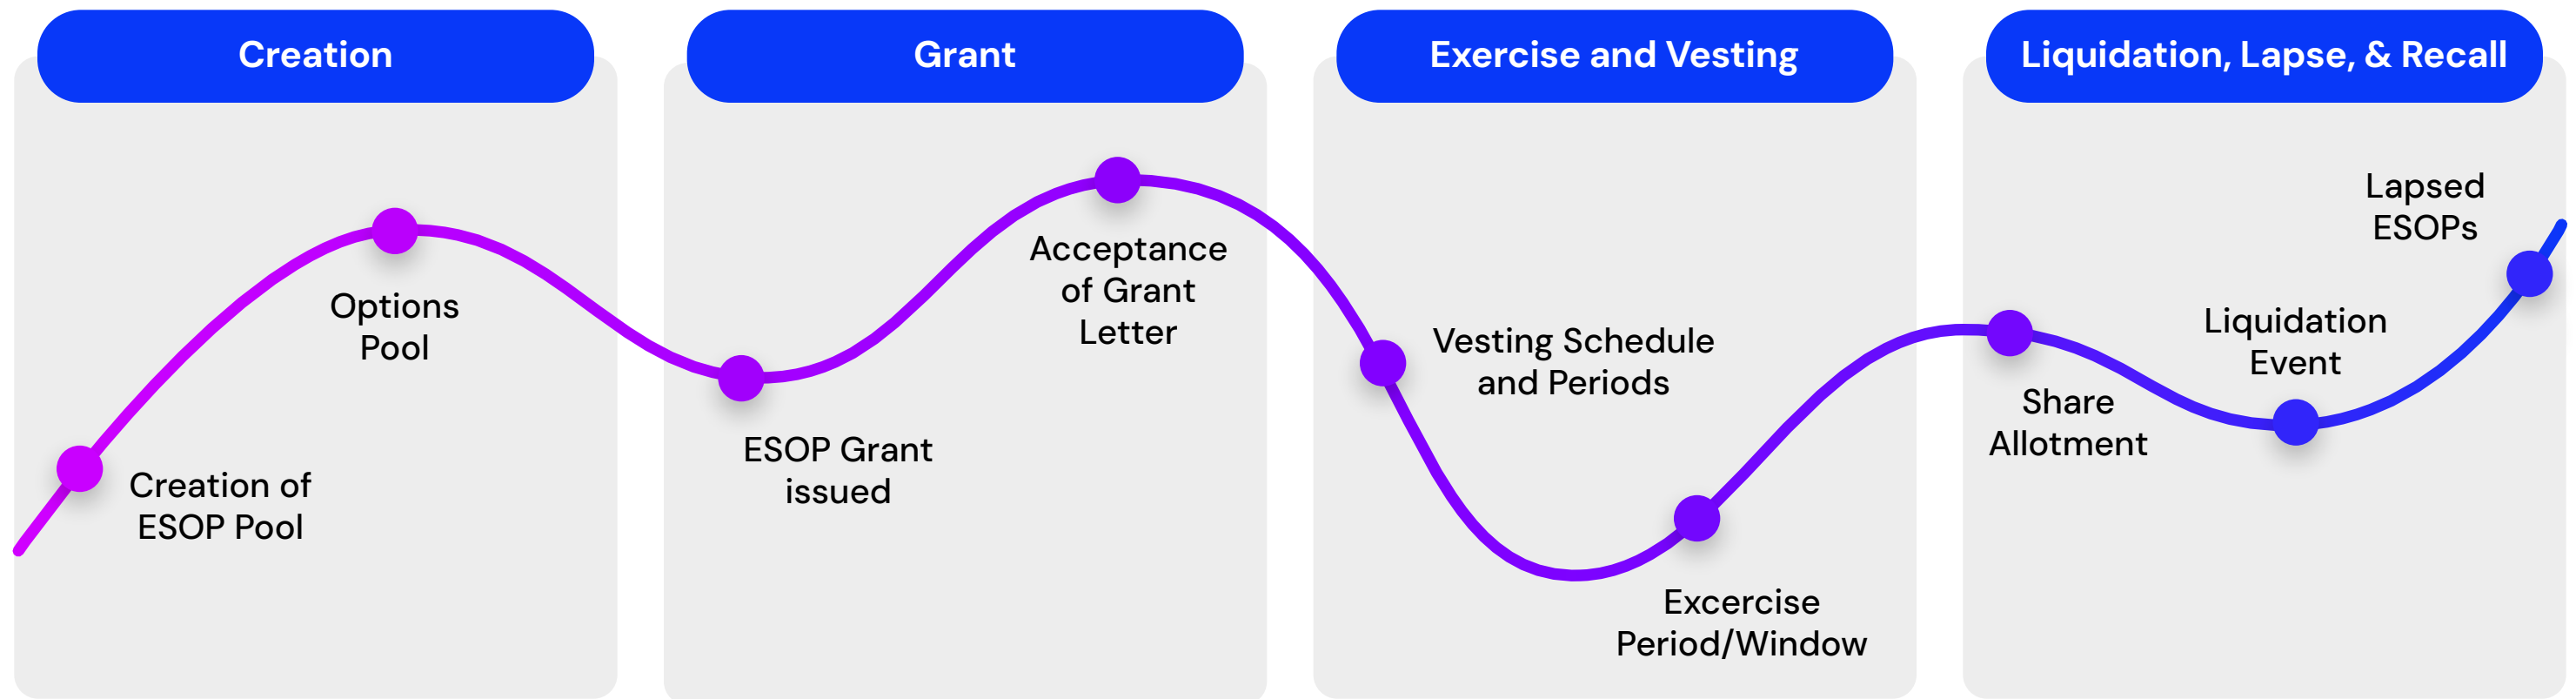 Creation
Creation of
ESOP Pool
Options
Pool
Grant
ESOP Grant
issued
Acceptance
of Grant
Letter
Exercise and Vesting
Vesting Schedule
and Periods
Excercise
Period/Window
Liquidation, Lapse, & Recall
Share
Allotment
Liquidation
Event
Lapsed
ESOPs